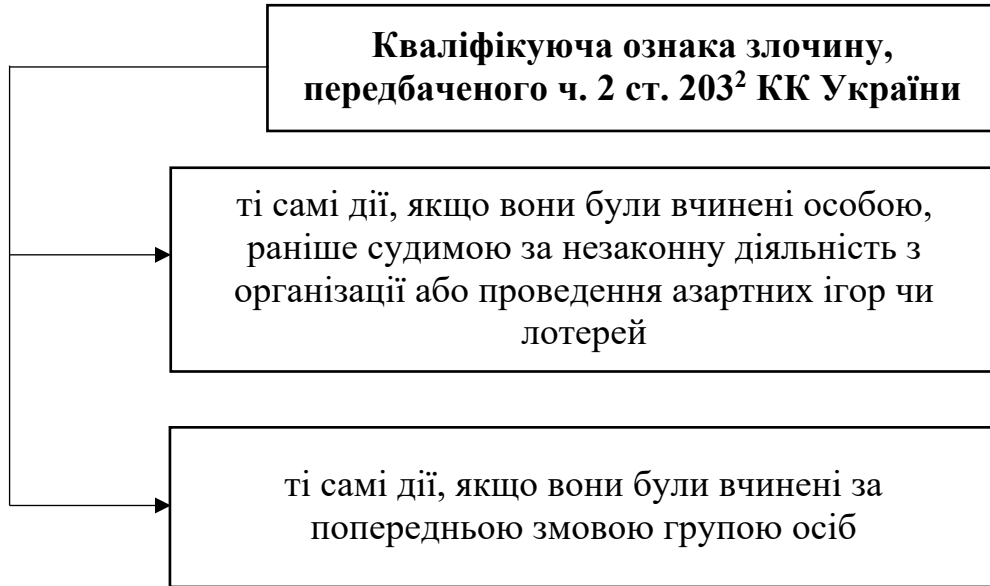 Кваліфікуюча ознака злочину,
передбаченого ч. 2 ст. 203² КК України
ті самі дії, якщо вони були вчинені особою,
раніше судимою за незаконну діяльність з
організації або проведення азартних ігор чи
лотерей
ті самі дії, якщо вони були вчинені за
попередньою змовою групою осіб